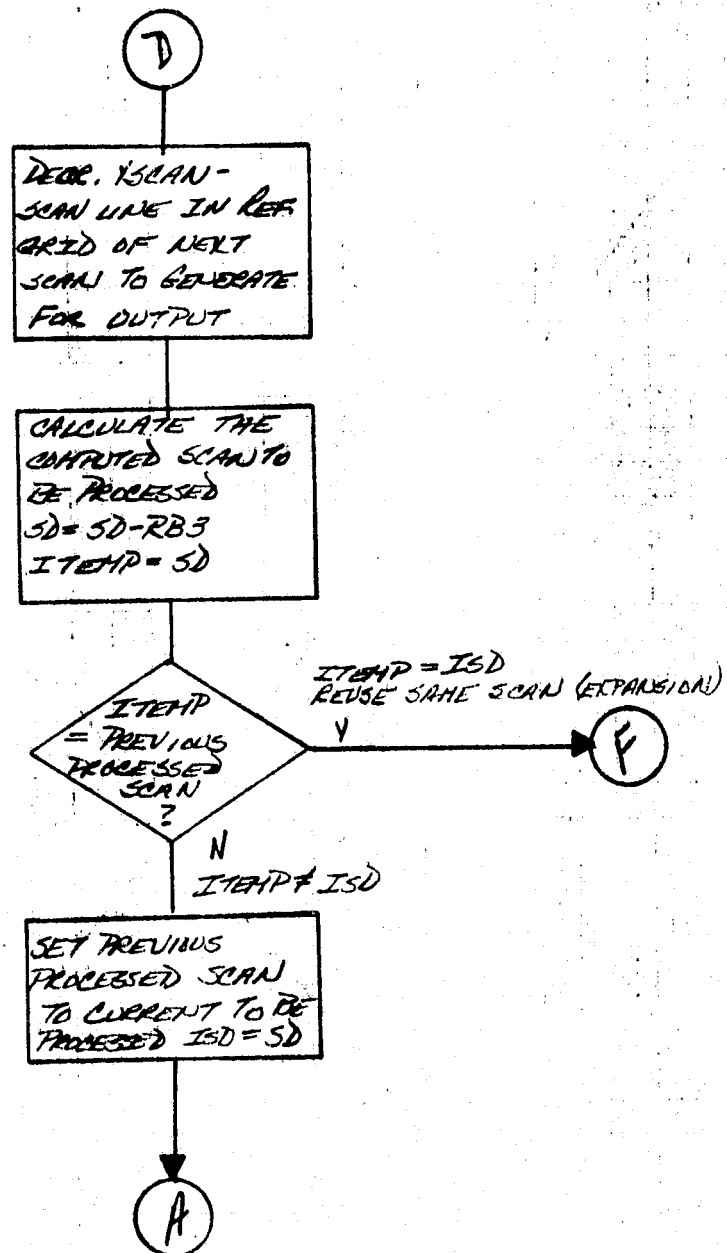 D
DECR. YSCAN-
SCAN LINE IN REF
GRID OF NEXT
SCAN TO GENERATE
FOR OUTPUT
CALCULATE THE
COMPUTED SCAN TO
BE PROCESSED
SD=SD-RB3
ITEMP=SD
ITEMP
= PREVIOUS
PROCESSED
SCAN
?
ITEMP = ISD
REUSE SAME SCAN (EXPANSION)
Y
F
N
ITEMP ≠ ISD
SET PREVIOUS
PROCESSED SCAN
TO CURRENT TO BE
PROCESSED ISD=SD
A